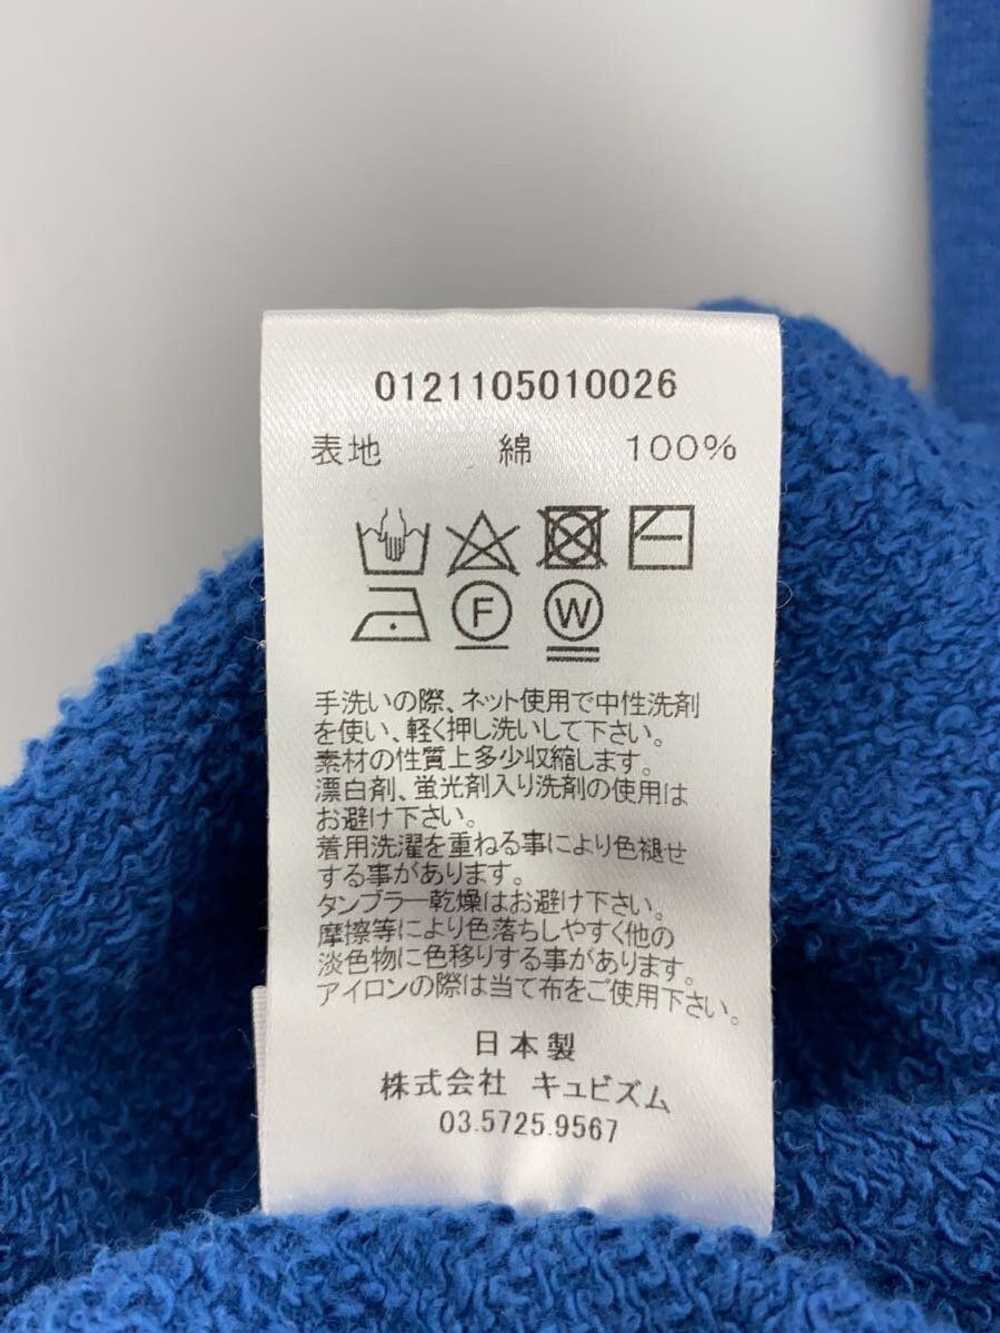 0121105010026
表地 綿 100%
F W
手洗いの際、ネット使用で中性洗剤
を使い、軽く押し洗いして下さい。
素材の性質上多少収縮します。
漂白剤、蛍光剤入り洗剤の使用は
お避け下さい。
着用洗濯を重ねる事により色褪せ
する事があります。
タンブラー乾燥はお避け下さい。
摩擦等により色落ちしやすく他の
淡色物に色移りする事があります。
アイロンの際は当て布をご使用下さい。
日本製
株式会社 キュビズム
03.5725.9567